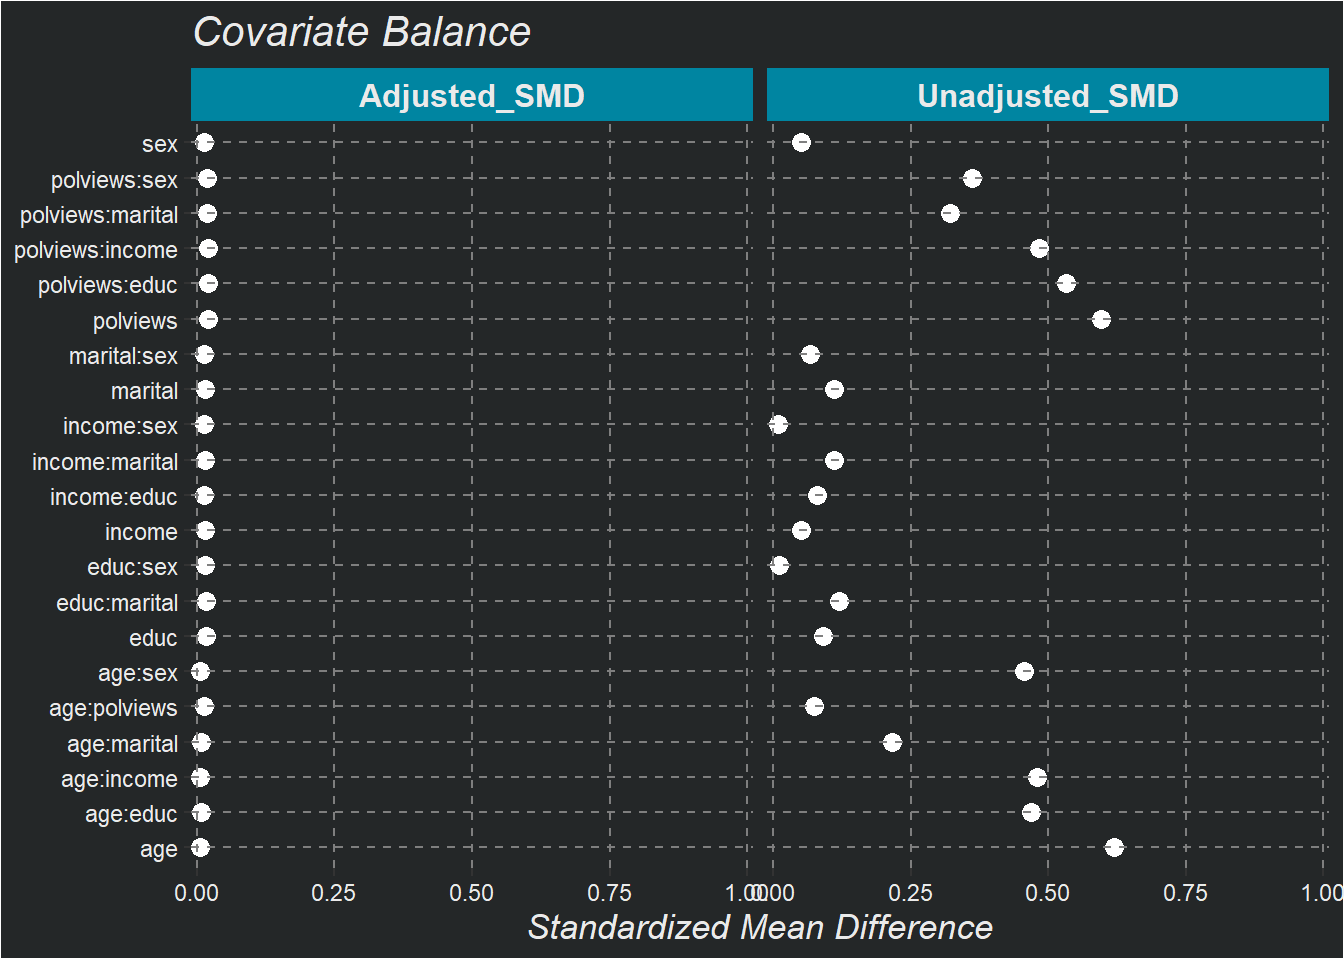 Covariate Balance
Adjusted_SMD
Unadjusted_SMD
sex
polviews:sex
polviews:marital
polviews:income
polviews:educ
polviews
marital:sex
marital
income:sex
income:marital
income:educ
income
educ:sex
educ:marital
educ
age:sex
age:polviews
age:marital
age:income
age:educ
age
0.00 0.25 0.50 0.75 1.00
0.00 0.25 0.50 0.75 1.00
Standardized Mean Difference